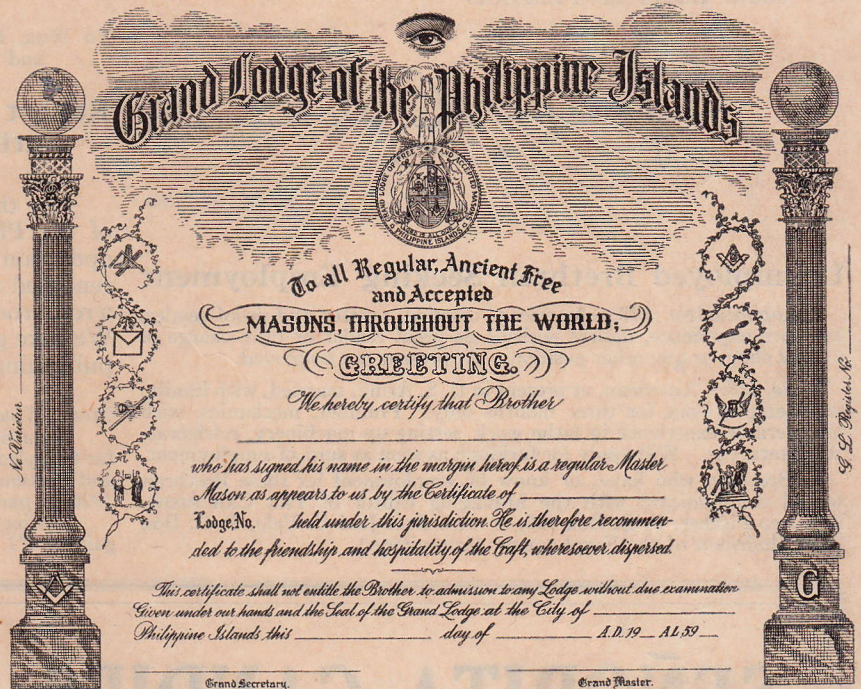 Grand Lodge of the Philippine Islands
To all Regular, Ancient Free
and Accepted
MASONS, THROUGHOUT THE WORLD;
GREETING.
We hereby certify that Brother
who has signed his name in the margin hereof is a regular Master
Mason as appears to us by the Certificate of
Lodge, No. held under this jurisdiction. He is therefore recommen-
ded to the friendship and hospitality of the Craft, wheresoever dispersed.
This certificate shall not entitle the Brother to admission to any Lodge without due examination
Given under our hands and the Seal of the Grand Lodge at the City of
Philippine Islands, this day of A.D. 19 A L 59
Grand Secretary.
Grand Master.
Ne Varietur
G L Register No.
G
PHILIPPINE ISLANDS